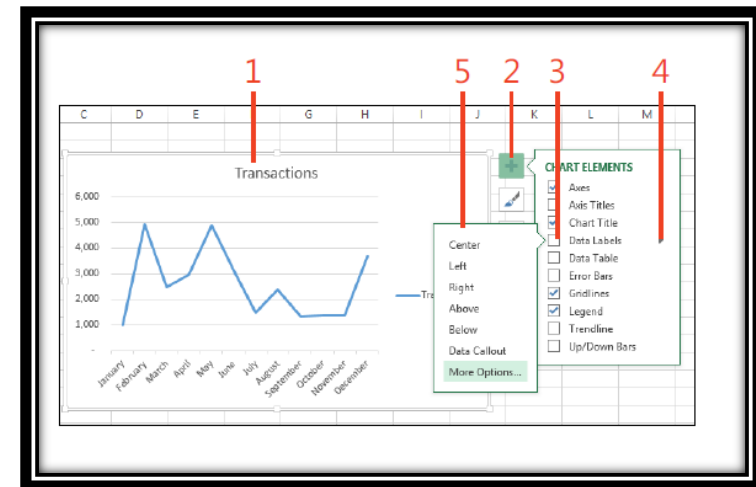 1 2 5 3 4
C D E G H I J K L M
Transactions
6,000
5,000
4,000
3,000
2,000
1,000
-
January February March April May June July August September October November December
Tra
CHART ELEMENTS
Axes
Axis Titles
Chart Title
Data Labels
Data Table
Error Bars
Gridlines
Legend
Trendline
Up/Down Bars
Center
Left
Right
Above
Below
Data Callout
More Options...